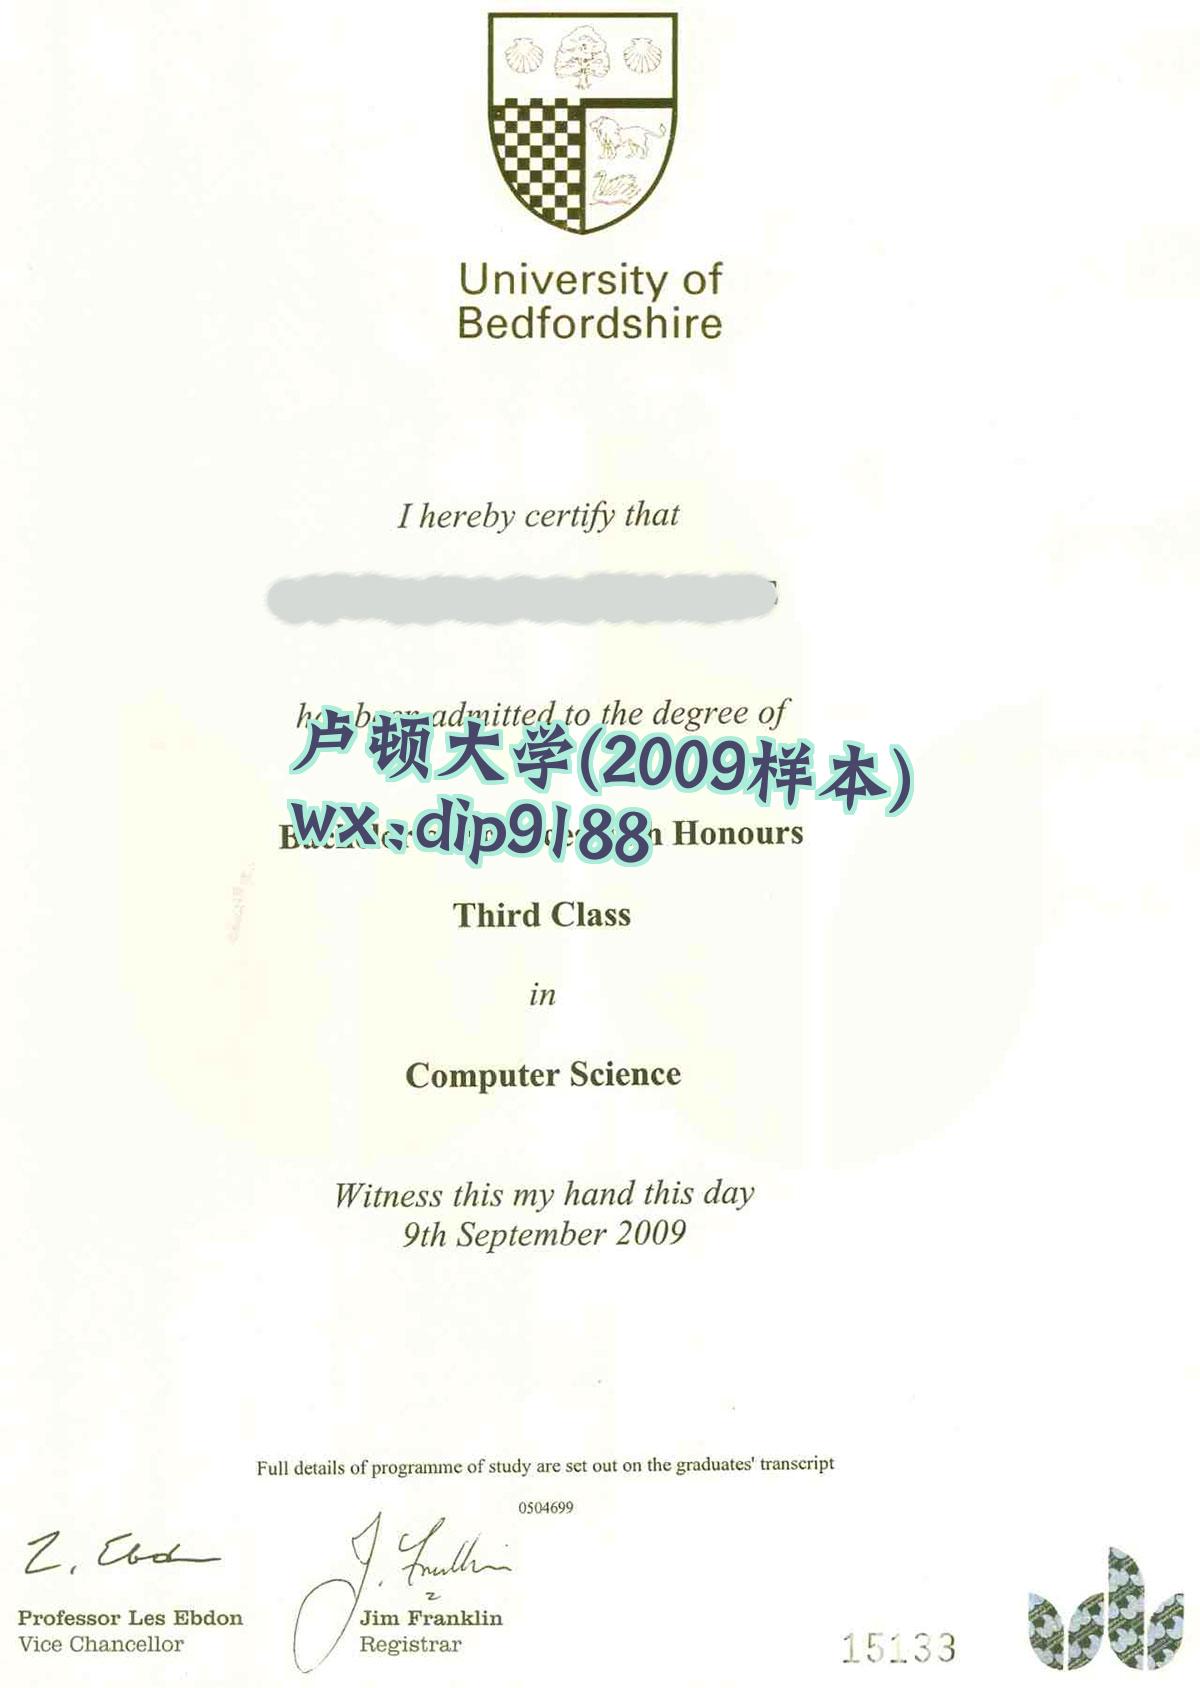 University of
Bedfordshire
I hereby certify that
admitted to the degree of
卢顿大学(2009样本)
wx:dip9188
Honours
Third Class
in
Computer Science
Witness this my hand this day
9th September 2009
Full details of programme of study are set out on the graduates' transcript
0504699
Professor Les Ebdon
Vice Chancellor
Jim Franklin
Registrar
15133